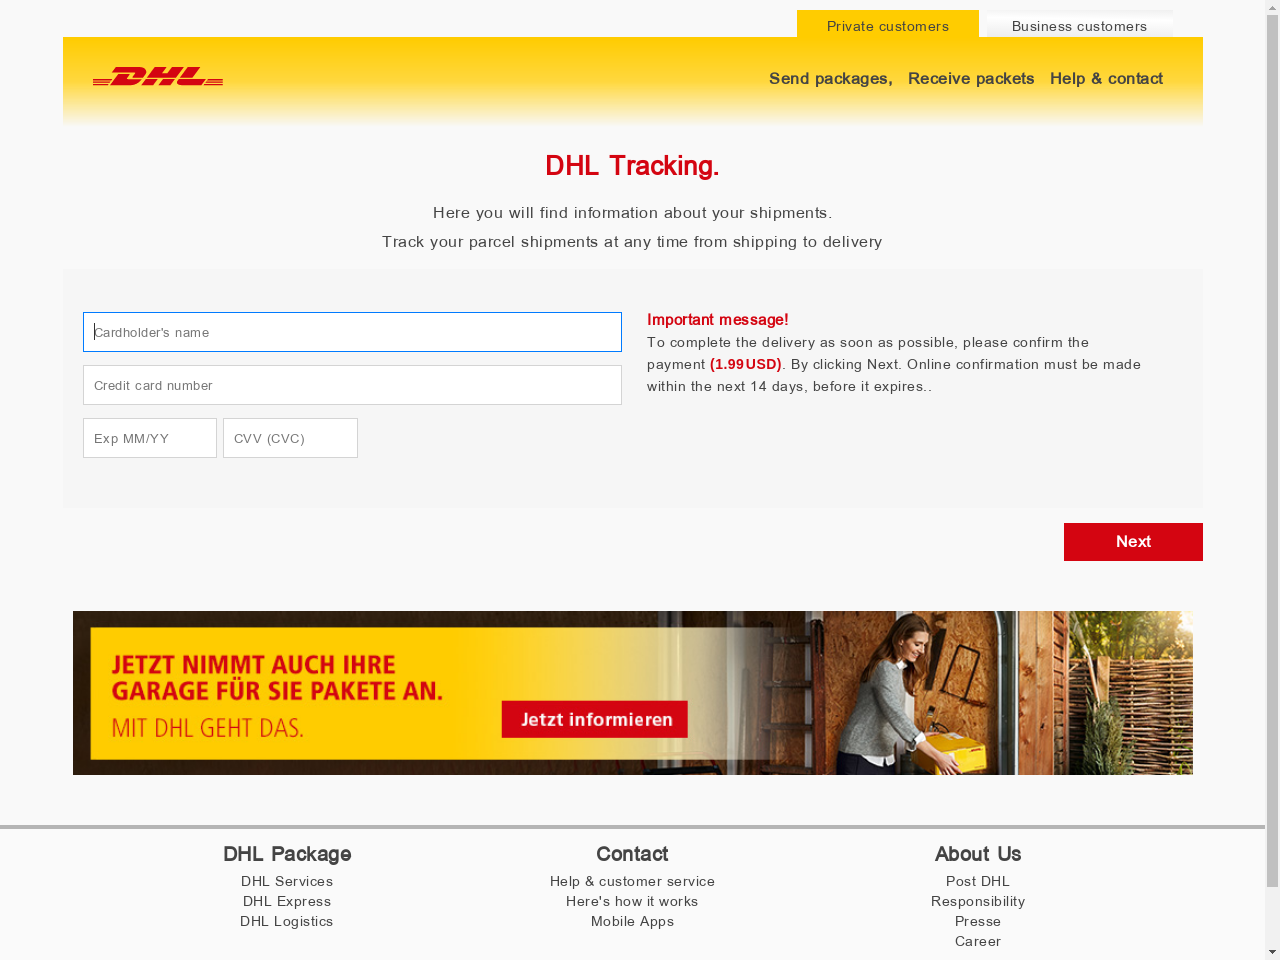 Private customers
Business customers
DHL
Send packages,
Receive packets
Help & contact
DHL Tracking.
Here you will find information about your shipments.
Track your parcel shipments at any time from shipping to delivery
Cardholder's name
Credit card number
Exp MM/YY
CVV (CVC)
Important message!
To complete the delivery as soon as possible, please confirm the
payment (1.99USD). By clicking Next. Online confirmation must be made
within the next 14 days, before it expires..
Next
JETZT NIMMT AUCH IHRE
GARAGE FÜR SIE PAKETE AN.
MIT DHL GEHT DAS.
Jetzt informieren
DHL Package
DHL Services
DHL Express
DHL Logistics
Contact
Help & customer service
Here's how it works
Mobile Apps
About Us
Post DHL
Responsibility
Presse
Career